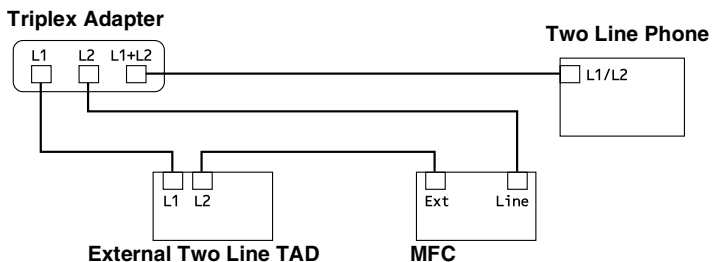 Triplex Adapter
Two Line Phone
L1 L2 L1+L2
L1/L2
L1 L2
Ext Line
External Two Line TAD
MFC